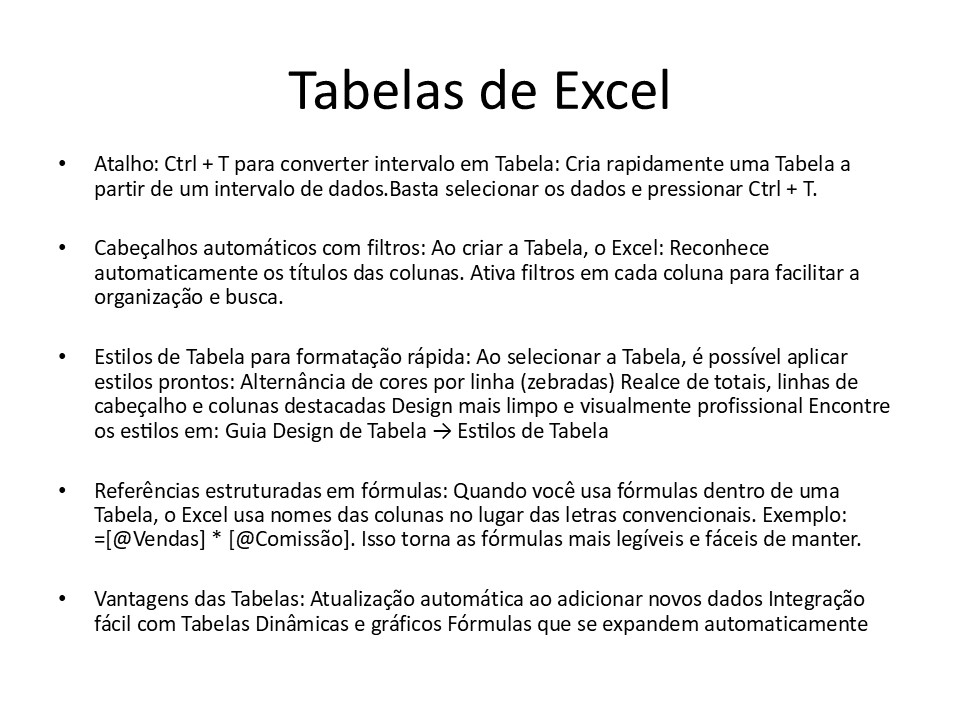 Tabelas de Excel
• Atalho: Ctrl + T para converter intervalo em Tabela: Cria rapidamente uma Tabela a
partir de um intervalo de dados.Basta selecionar os dados e pressionar Ctrl + T.
• Cabeçalhos automáticos com filtros: Ao criar a Tabela, o Excel: Reconhece
automaticamente os títulos das colunas. Ativa filtros em cada coluna para facilitar a
organização e busca.
• Estilos de Tabela para formatação rápida: Ao selecionar a Tabela, é possível aplicar
estilos prontos: Alternância de cores por linha (zebradas) Realce de totais, linhas de
cabeçalho e colunas destacadas Design mais limpo e visualmente profissional Encontre
os estilos em: Guia Design de Tabela → Estilos de Tabela
• Referências estruturadas em fórmulas: Quando você usa fórmulas dentro de uma
Tabela, o Excel usa nomes das colunas no lugar das letras convencionais. Exemplo:
=[@Vendas] * [@Comissão]. Isso torna as fórmulas mais legíveis e fáceis de manter.
• Vantagens das Tabelas: Atualização automática ao adicionar novos dados Integração
fácil com Tabelas Dinâmicas e gráficos Fórmulas que se expandem automaticamente